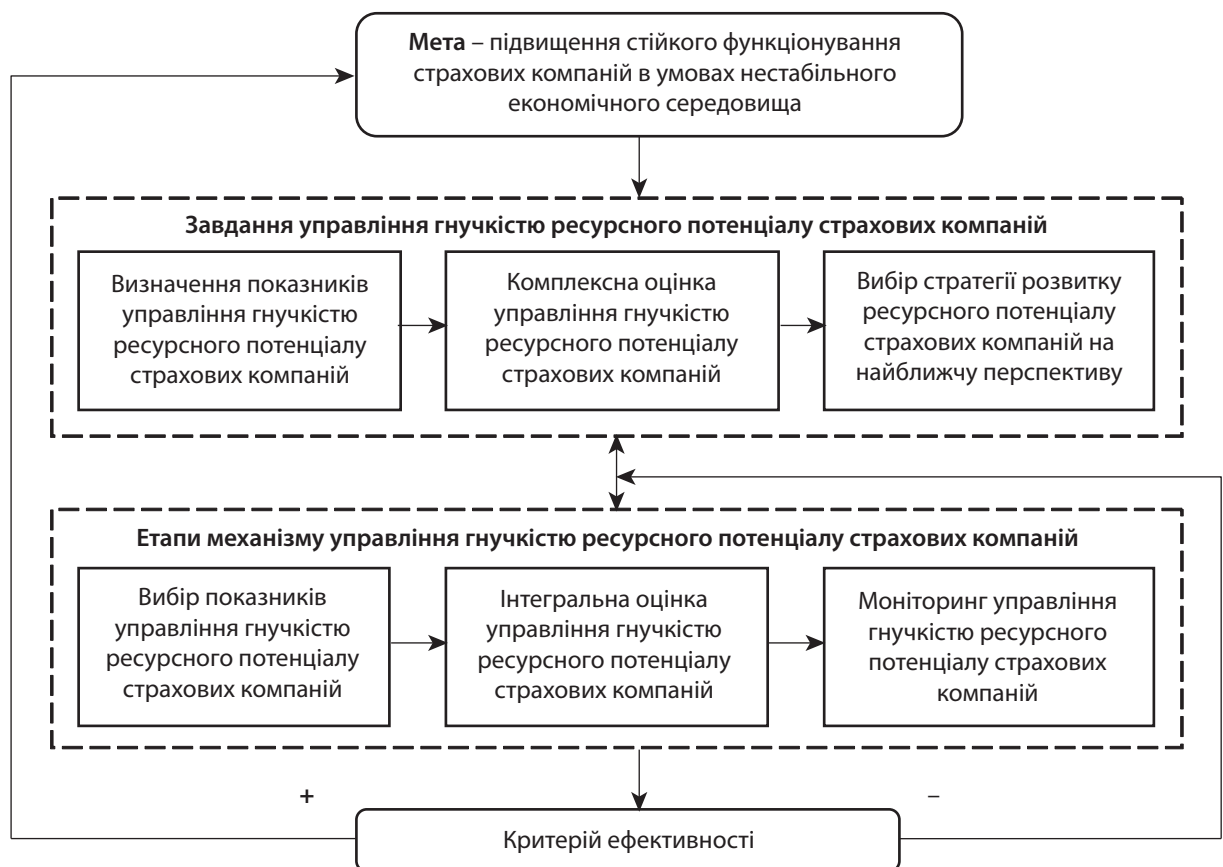 Мета – підвищення стійкого функціонування
страхових компаній в умовах нестабільного
економічного середовища
Завдання управління гнучкістю ресурсного потенціалу страхових компаній
Визначення показників
управління гнучкістю
ресурсного потенціалу
страхових компаній
Комплексна оцінка
управління гнучкістю
ресурсного потенціалу
страхових компаній
Вибір стратегії розвитку
ресурсного потенціалу
страхових компаній на
найближчу перспективу
Етапи механізму управління гнучкістю ресурсного потенціалу страхових компаній
Вибір показників
управління гнучкістю
ресурсного потенціалу
страхових компаній
Інтегральна оцінка
управління гнучкістю
ресурсного потенціалу
страхових компаній
Моніторинг управління
гнучкістю ресурсного
потенціалу страхових
компаній
+
–
Критерій ефективності